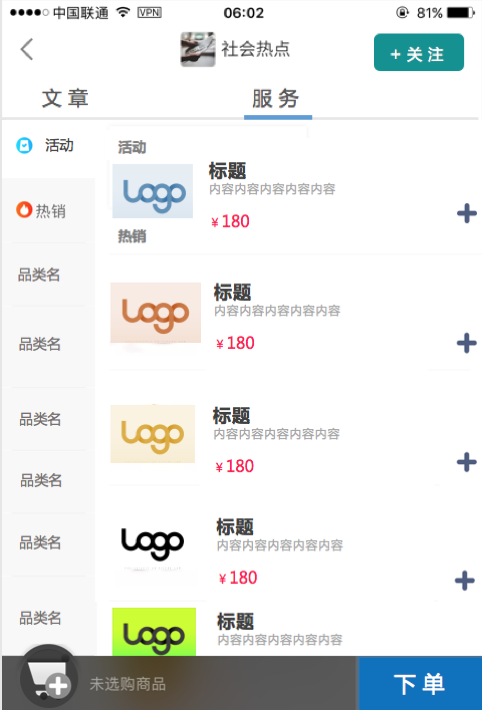 中国联通 VPN 06:02 81%
社会热点
+ 关注
文章 服务
活动
热销
品类名
品类名
品类名
品类名
品类名
品类名
活动
Logo
标题
内容内容内容内容内容
¥180
热销
Logo
标题
内容内容内容内容内容
¥180
Logo
标题
内容内容内容内容内容
¥180
Logo
标题
内容内容内容内容内容
¥180
Logo
标题
内容内容内容内容内容
未选购商品
下单